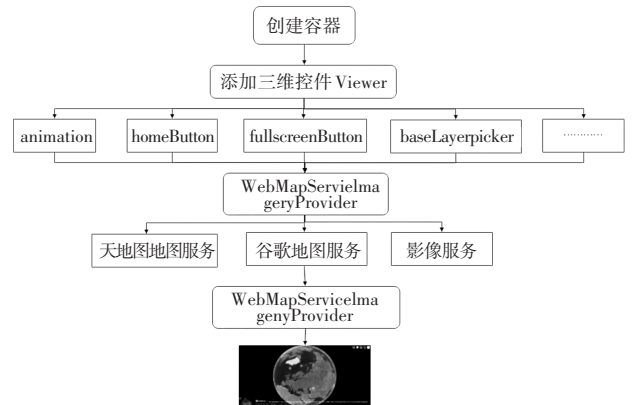 创建容器
添加三维控件 Viewer
animation
homeButton
fullscreenButton
baseLayerpicker
…………
WebMapServielma
geryProvider
天地图地图服务
谷歌地图服务
影像服务
WebMapServicelma
genyProvider